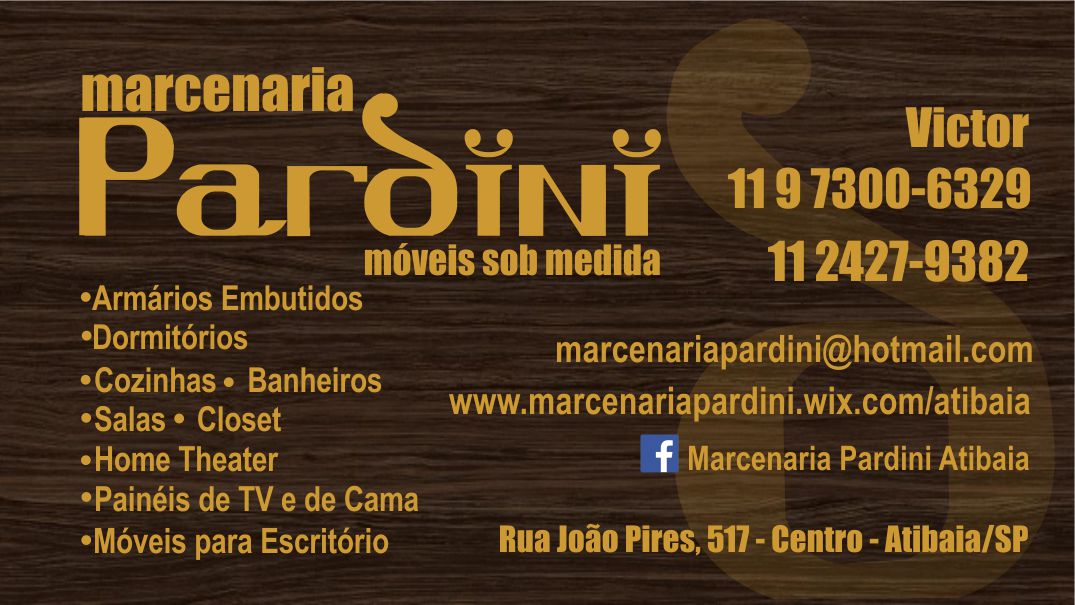 marcenaria
Pardini
móveis sob medida
•Armários Embutidos
•Dormitórios
•Cozinhas • Banheiros
•Salas • Closet
•Home Theater
•Painéis de TV e de Cama
•Móveis para Escritório
Victor
11 9 7300-6329
11 2427-9382
marcenariapardini@hotmail.com
www.marcenariapardini.wix.com/atibaia
f Marcenaria Pardini Atibaia
Rua João Pires, 517 - Centro - Atibaia/SP